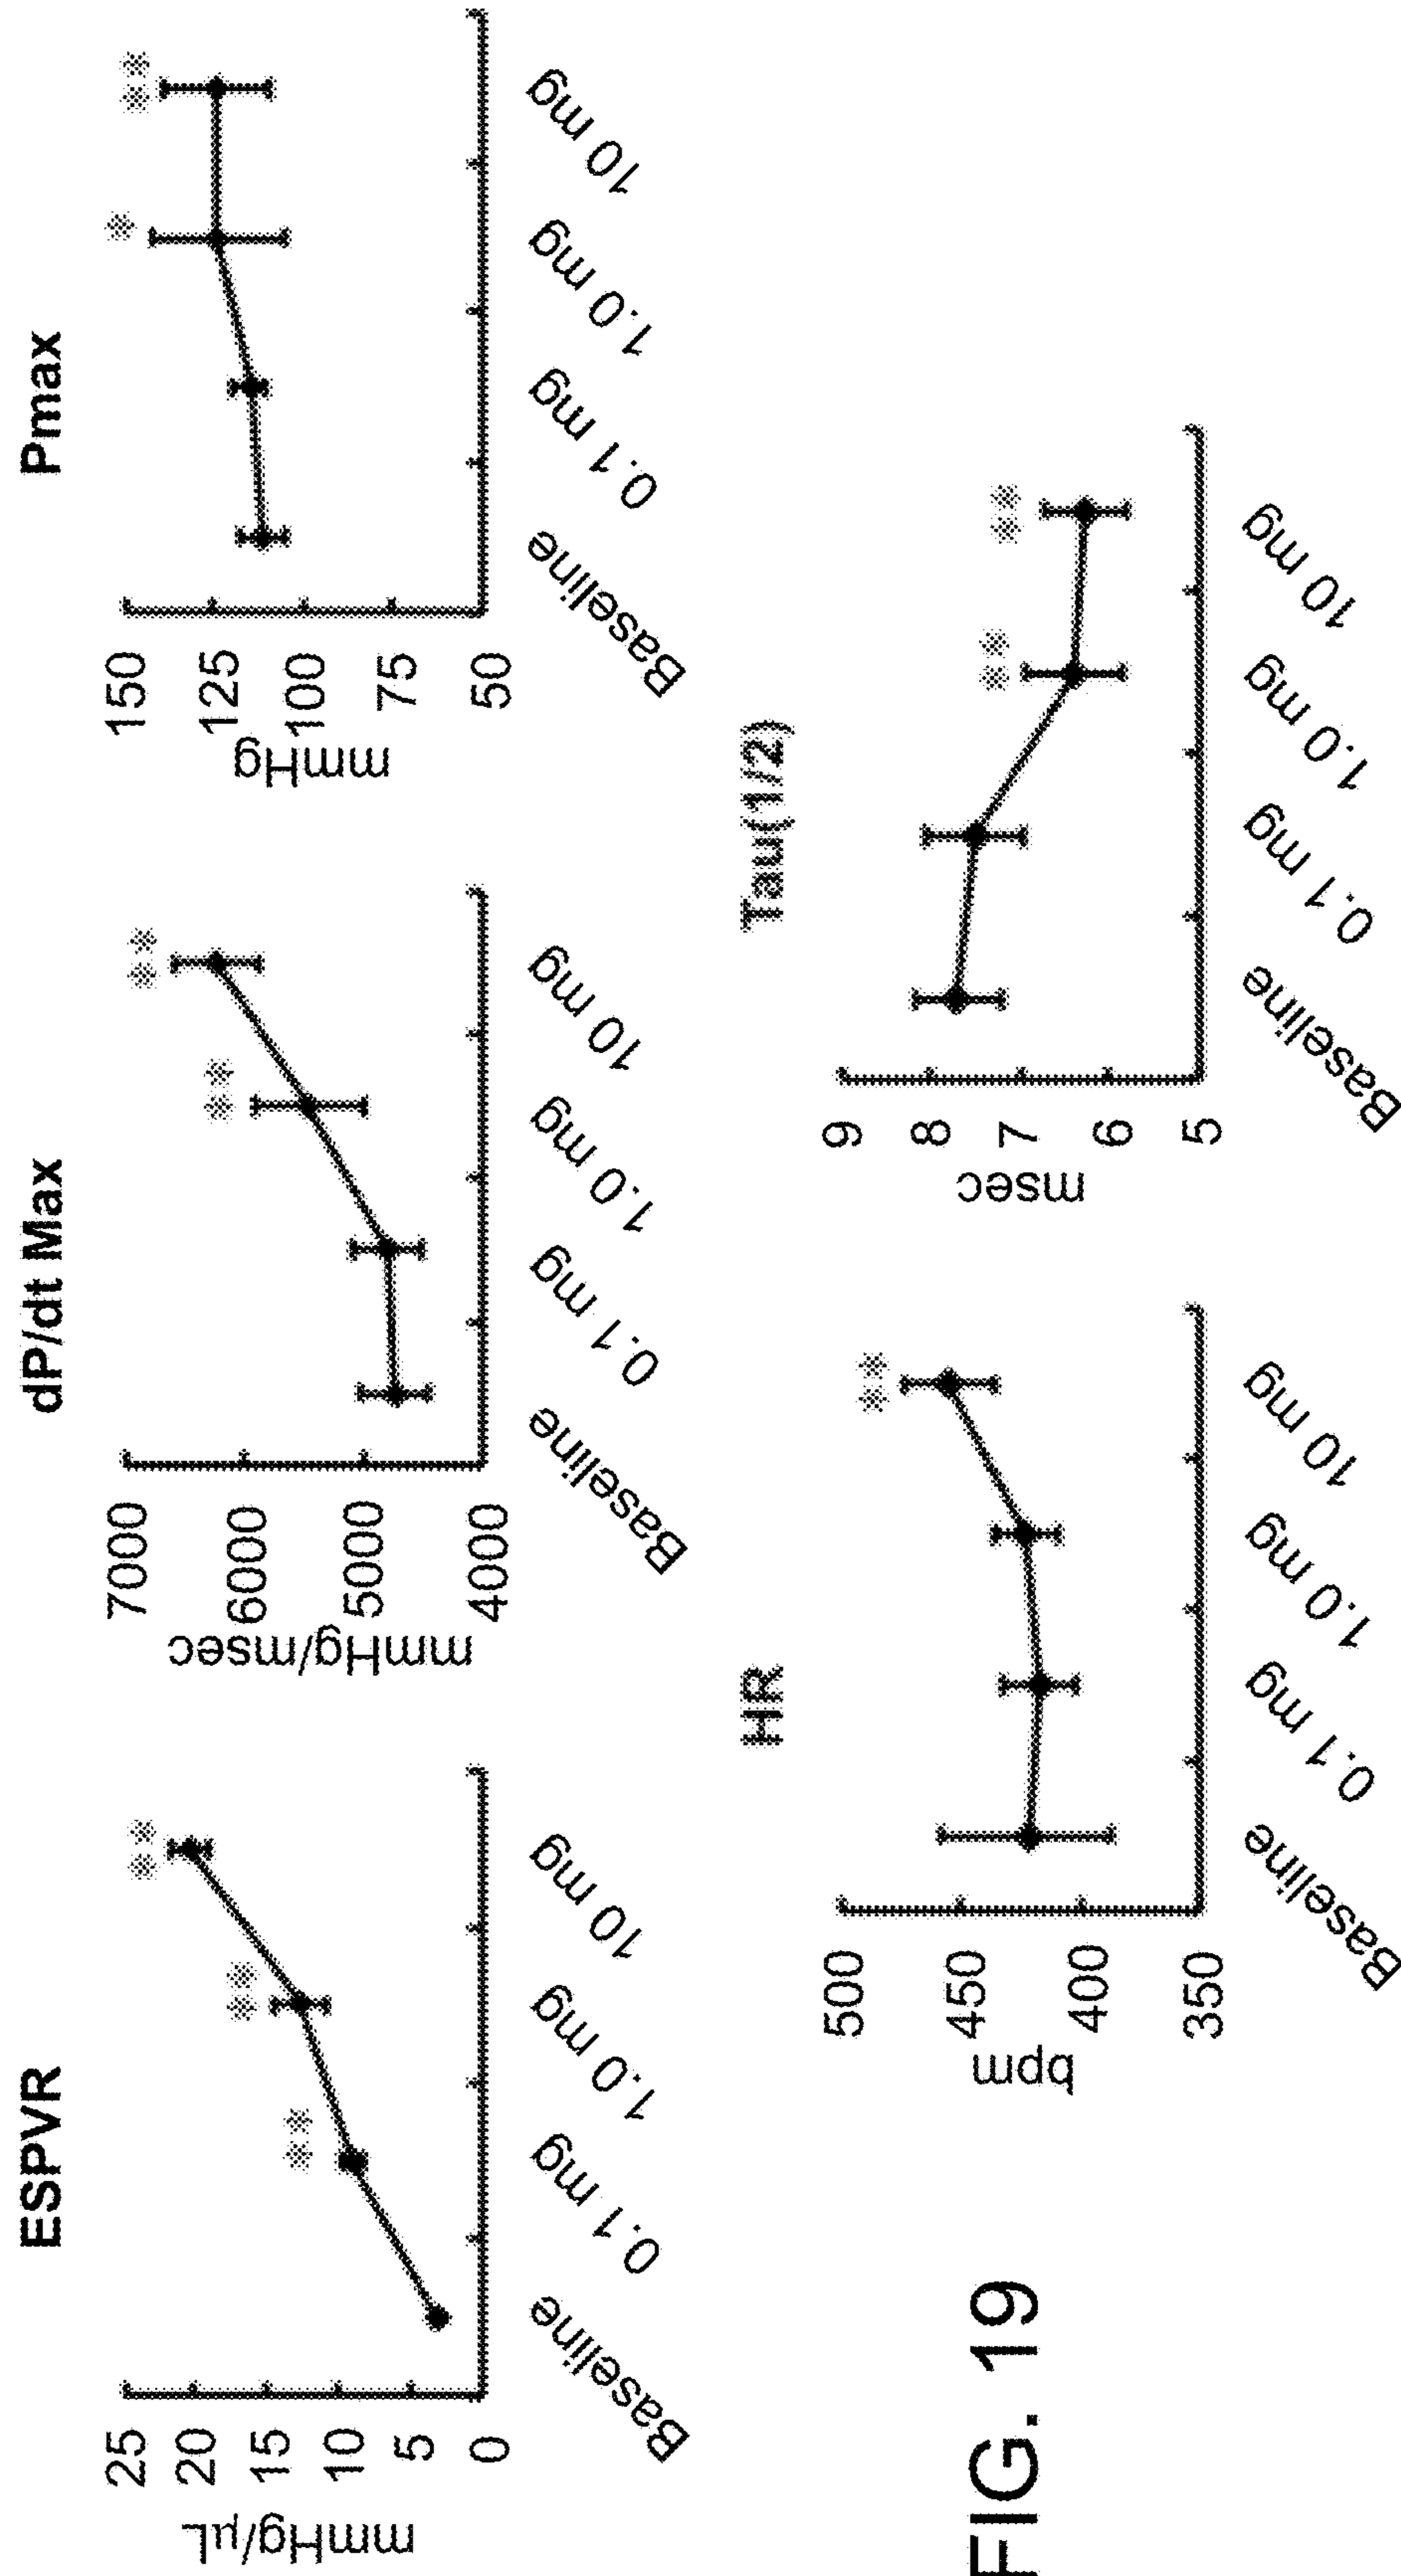 ESPVR
mmHg/μL
25
20
15
10
5
0
**
**
**
Baseline
0.1 mg
1.0 mg
10 mg
dP/dt Max
mmHg/msec
7000
6000
5000
4000
**
**
Baseline
0.1 mg
1.0 mg
10 mg
Pmax
mmHg
150
125
100
75
50
*
**
Baseline
0.1 mg
1.0 mg
10 mg
HR
bpm
500
450
400
350
**
Baseline
0.1 mg
1.0 mg
10 mg
Tau(1/2)
msec
9
8
7
6
5
**
**
Baseline
0.1 mg
1.0 mg
10 mg
FIG. 19